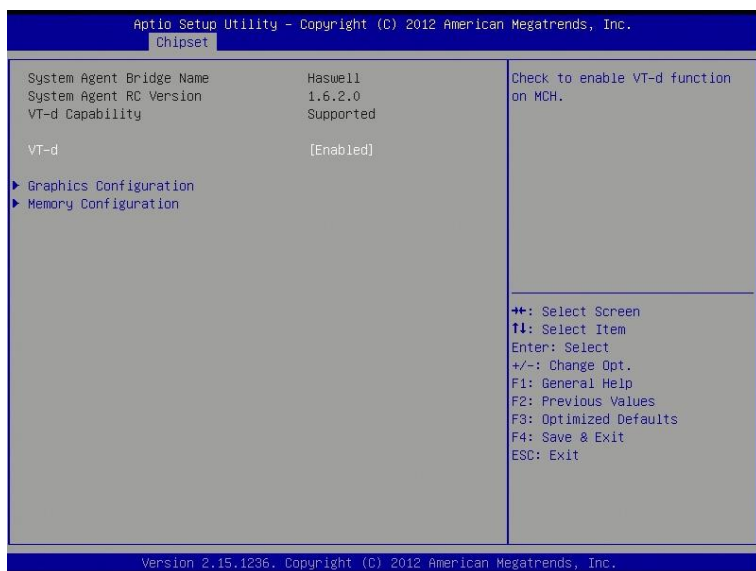 Aptio Setup Utility – Copyright (C) 2012 American Megatrends, Inc.
Chipset
System Agent Bridge Name Haswell
System Agent RC Version 1.6.2.0
VT-d Capability Supported
VT-d [Enabled]
Graphics Configuration
Memory Configuration
Check to enable VT-d function
on MCH.
→←: Select Screen
↑↓: Select Item
Enter: Select
+/-: Change Opt.
F1: General Help
F2: Previous Values
F3: Optimized Defaults
F4: Save & Exit
ESC: Exit
Version 2.15.1236. Copyright (C) 2012 American Megatrends, Inc.